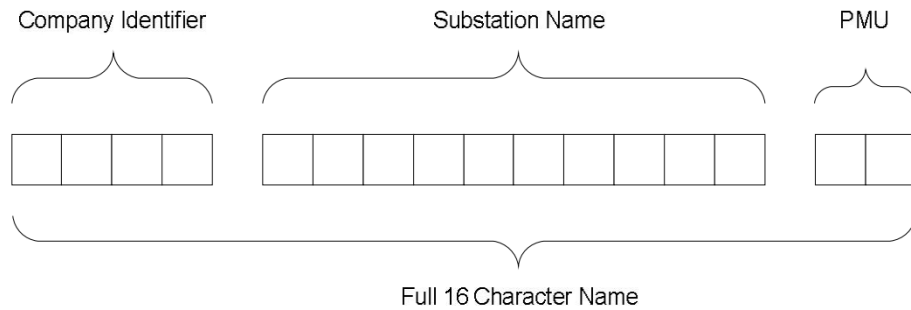 Company Identifier Substation Name PMU
Full 16 Character Name